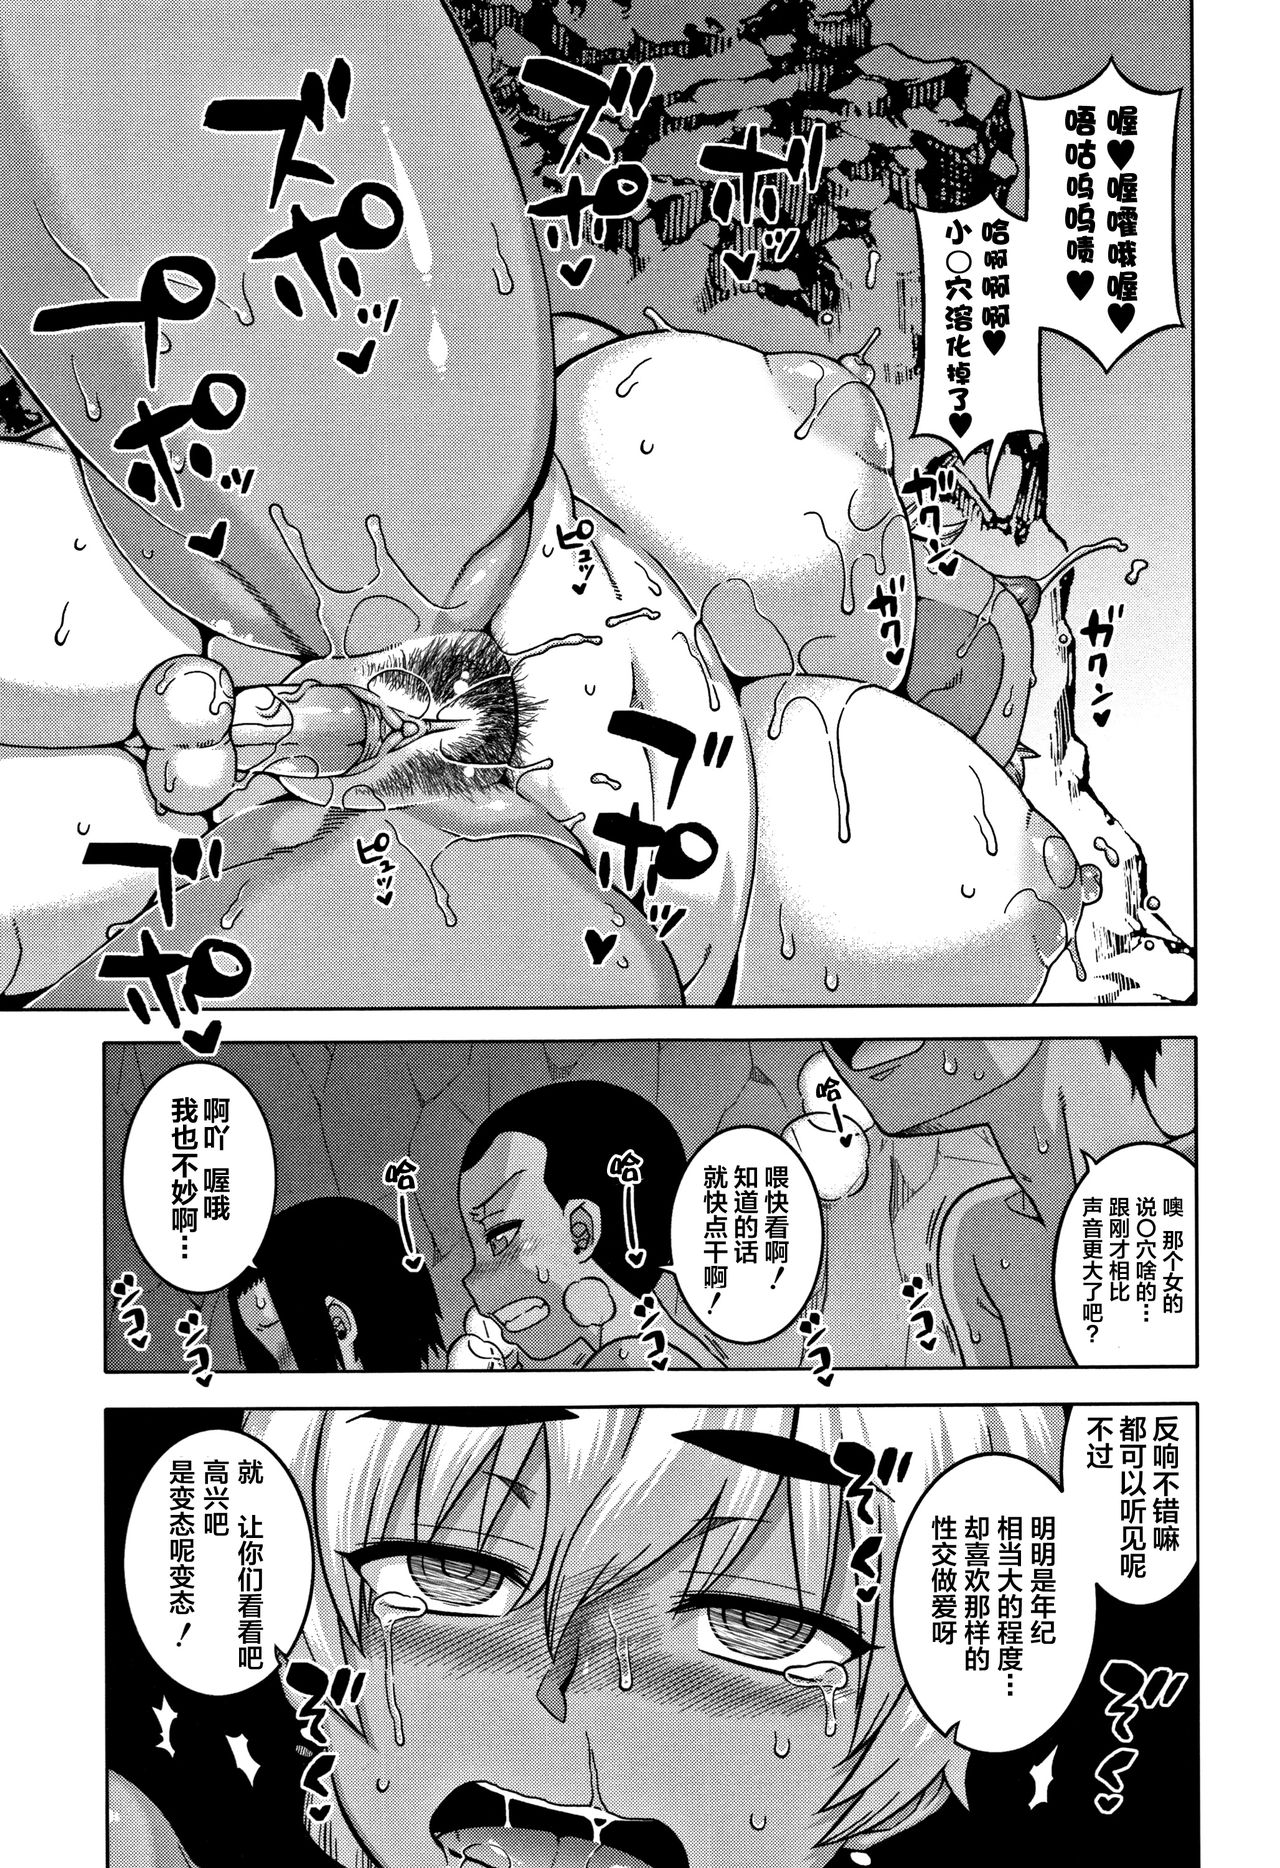 喔♥喔嚯哦喔♥
唔咕呜呜啧♥
哈啊啊啊♥
小〇穴溶化掉了♥
ズポ
ボ
ズポッ
ズポ
ズポッ
ガクン
ガクン
ガクン
ピュッ
ピュッ
噢 那个女的
说〇穴啥的…
跟刚才相比
声音更大了吧？
喂快看啊！
知道的话
就快点干啊！
啊吖 喔哦
我也不妙啊…
哈ー
哈ー
哈ー
シコ
シコ
シコ
シコ
反响不错嘛
都可以听见呢
不过
明明是年纪
相当大的程度…
却喜欢那样的
性交做爱呀
就 让你们看看吧
高兴吧
是变态呢变态！
ぞく
ぞく
ぞく
ぞく